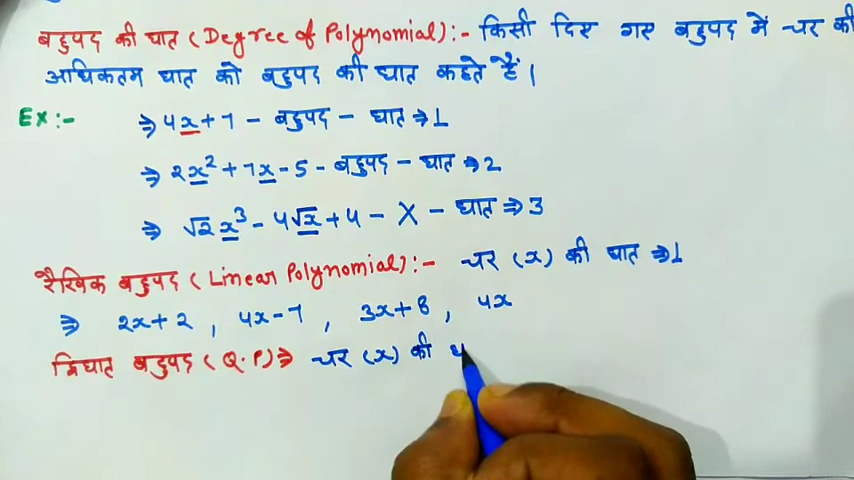 बहुपद की घात (Degree of Polynomial):- किसी दिए गए बहुपद में चर की
अधिकतम घात को बहुपद की घात कहते हैं।
Ex:- ⇒ 4x+7 - बहुपद - घात ⇒ 1
⇒ 2x² + 7x - 5 - बहुपद - घात ⇒ 2
⇒ √2x³ - 4√x + 4 - X - घात ⇒ 3
रैखिक बहुपद (Linear Polynomial):- चर (x) की घात ⇒ 1
⇒ 2x+2 , 4x-7 , 3x+8 , 4x
द्विघात बहुपद (Q.P) ⇒ चर (x) की